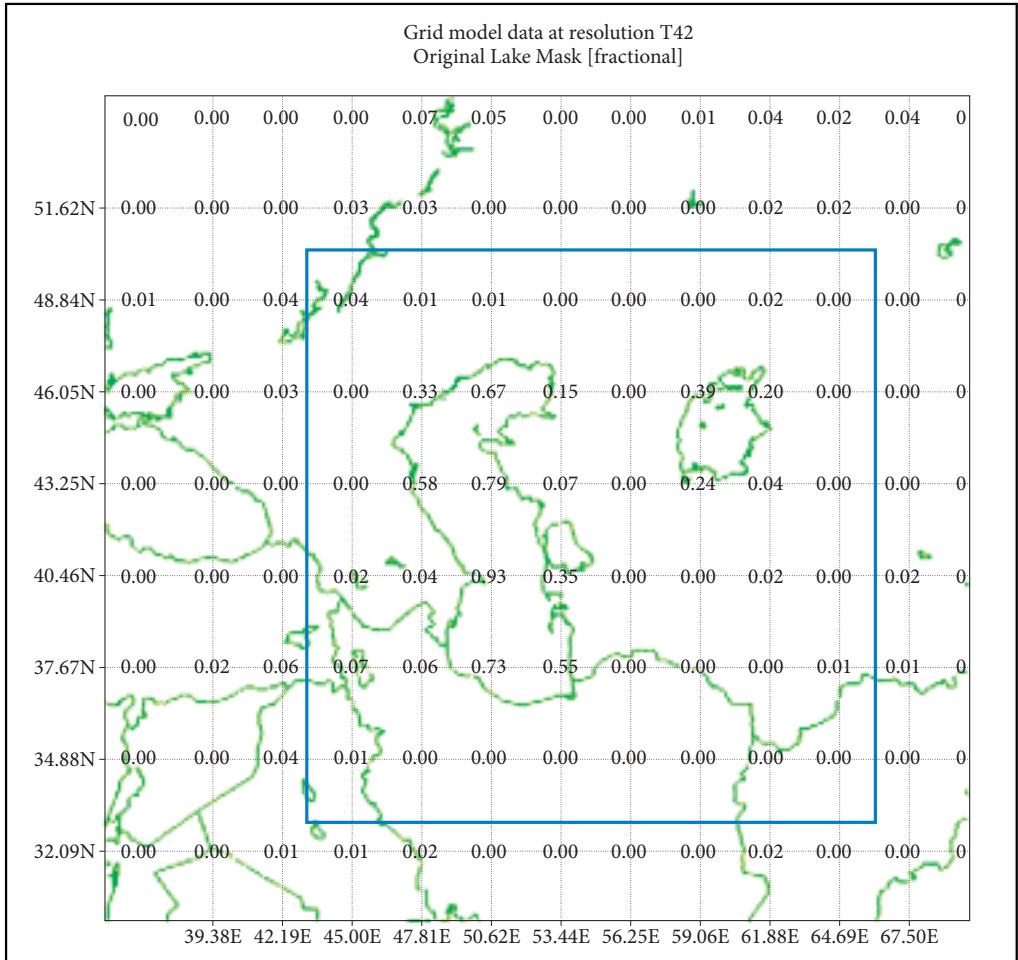 Grid model data at resolution T42
Original Lake Mask [fractional]
0.00 0.00 0.00 0.00 0.07 0.05 0.00 0.00 0.01 0.04 0.02 0.04 0
51.62N 0.00 0.00 0.00 0.03 0.03 0.00 0.00 0.00 0.00 0.02 0.02 0.00 0
48.84N 0.01 0.00 0.04 0.04 0.01 0.01 0.00 0.00 0.00 0.02 0.00 0.00 0
46.05N 0.00 0.00 0.03 0.00 0.33 0.67 0.15 0.00 0.39 0.20 0.00 0.00 0
43.25N 0.00 0.00 0.00 0.00 0.58 0.79 0.07 0.00 0.24 0.04 0.00 0.00 0
40.46N 0.00 0.00 0.00 0.02 0.04 0.93 0.35 0.00 0.00 0.02 0.00 0.02 0
37.67N 0.00 0.02 0.06 0.07 0.06 0.73 0.55 0.00 0.00 0.00 0.01 0.01 0
34.88N 0.00 0.00 0.04 0.01 0.00 0.00 0.00 0.00 0.00 0.00 0.00 0.00 0
32.09N 0.00 0.00 0.01 0.01 0.02 0.00 0.00 0.00 0.00 0.02 0.00 0.00 0
39.38E 42.19E 45.00E 47.81E 50.62E 53.44E 56.25E 59.06E 61.88E 64.69E 67.50E